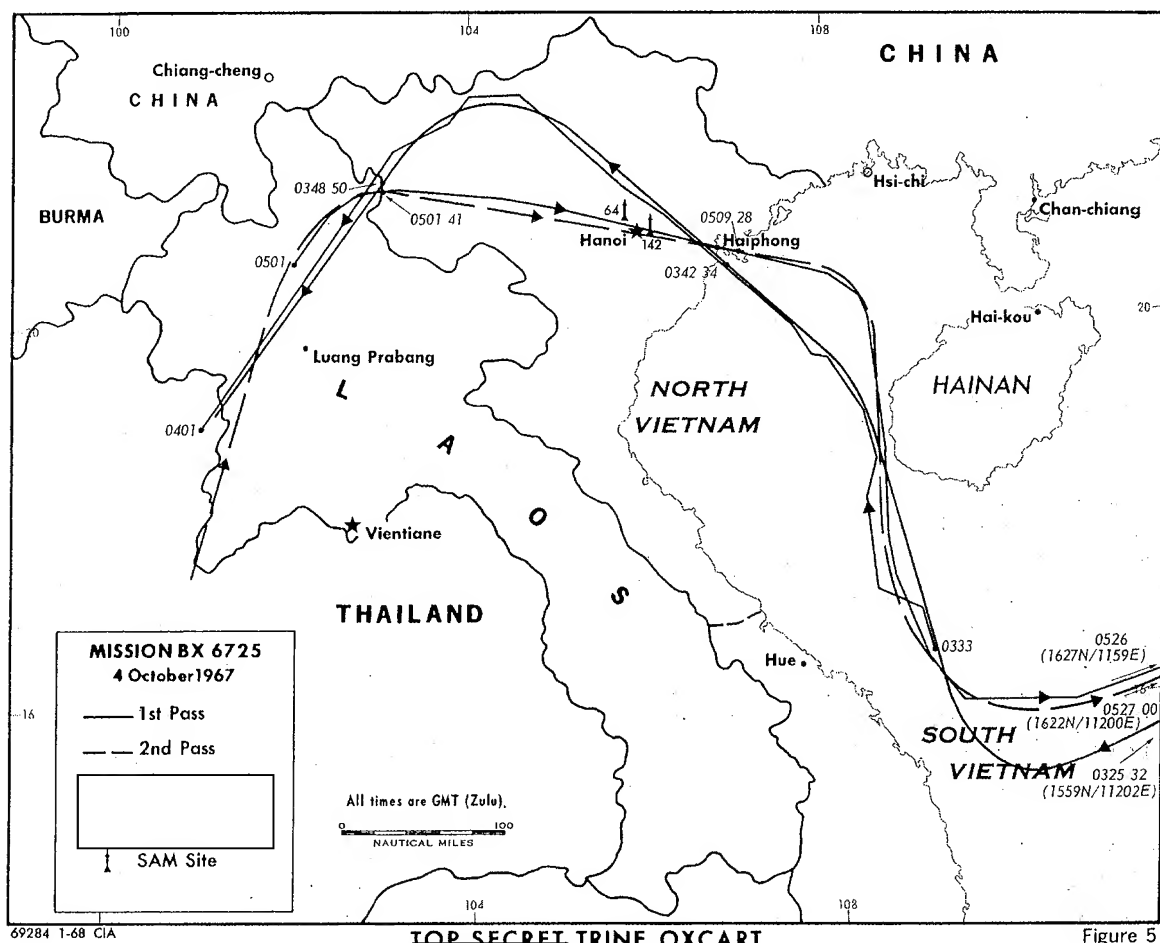 100
104
108
CHINA
Chiang-cheng
CHINA
0348 50
Hsi-chi
BURMA
0501 41
64
142
Hanoi
0509 28
Haiphong
Chan-chiang
0501
0342 34
20
20
Hai-kou
Luang Prabang
NORTH
VIETNAM
HAINAN
LAOS
0401
Vientiane
THAILAND
0333
0526
(1627N/1159E)
Hue
16
16
0527 00
(1622N/11200E)
SOUTH
VIETNAM
0325 32
(1559N/11202E)
MISSION BX 6725
4 October 1967
1st Pass
2nd Pass
SAM Site
All times are GMT (Zulu).
0 100
NAUTICAL MILES
104
108
69284 1-68 CIA
TOP SECRET TRINE OXCART
Figure 5